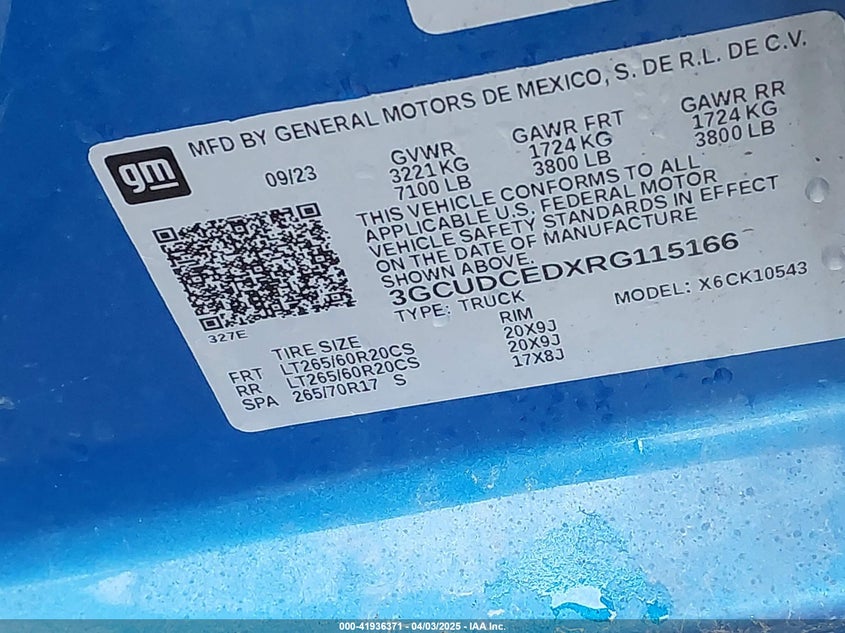 MFD BY GENERAL MOTORS DE MEXICO, S. DE R.L. DE C.V.
gm
09/23
GVWR
3221 KG
7100 LB
GAWR FRT
1724 KG
3800 LB
GAWR RR
1724 KG
3800 LB
THIS VEHICLE CONFORMS TO ALL
APPLICABLE U.S. FEDERAL MOTOR
VEHICLE SAFETY STANDARDS IN EFFECT
ON THE DATE OF MANUFACTURE
SHOWN ABOVE.
3GCUDCEDXRG115166
TYPE: TRUCK
MODEL: X6CK10543
327E
TIRE SIZE RIM
FRT LT265/60R20CS 20X9J
RR LT265/60R20CS 20X9J
SPA 265/70R17 S 17X8J
000-41936371 - 04/03/2025 - IAA Inc.